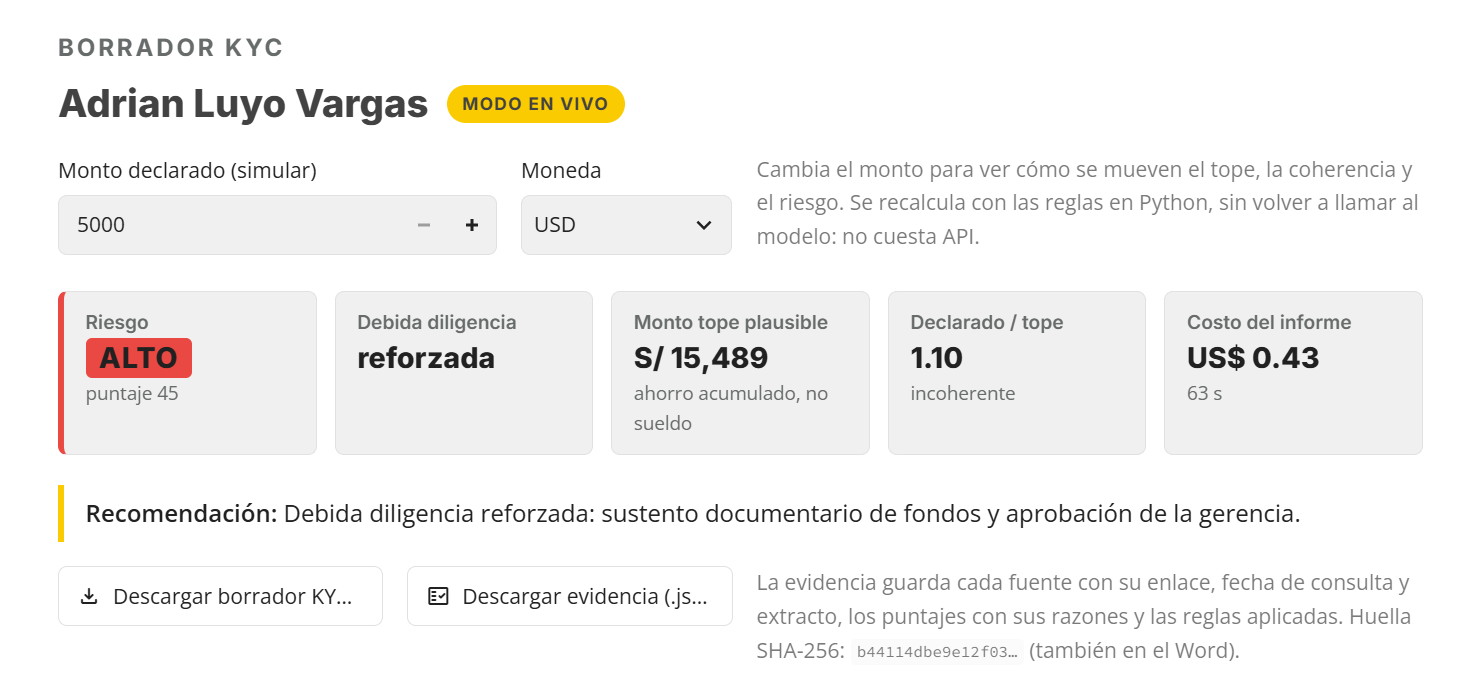 BORRADOR KYC
Adrian Luyo Vargas MODO EN VIVO
Monto declarado (simular)
5000
Moneda
USD
Cambia el monto para ver cómo se mueven el tope, la coherencia y
el riesgo. Se recalcula con las reglas en Python, sin volver a llamar al
modelo: no cuesta API.
Riesgo
ALTO
puntaje 45
Debida diligencia
reforzada
Monto tope plausible
S/ 15,489
ahorro acumulado, no
sueldo
Declarado / tope
1.10
incoherente
Costo del informe
US$ 0.43
63 s
Recomendación: Debida diligencia reforzada: sustento documentario de fondos y aprobación de la gerencia.
Descargar borrador KY...
Descargar evidencia (.js...
La evidencia guarda cada fuente con su enlace, fecha de consulta y
extracto, los puntajes con sus razones y las reglas aplicadas. Huella
SHA-256: b44114dbe9e12f03… (también en el Word).